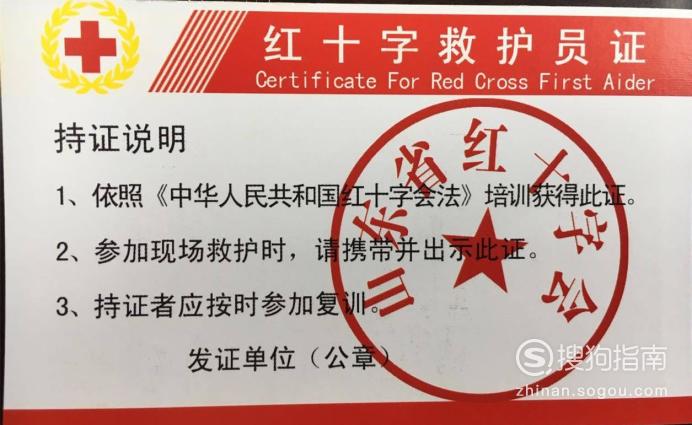 红十字救护员证
Certificate For Red Cross First Aider
持证说明
1、依照《中华人民共和国红十字会法》培训获得此证。
2、参加现场救护时，请携带并出示此证。
3、持证者应按时参加复训。
发证单位（公章）
山东省红十字会
搜狗指南
zhinan.sogou.com